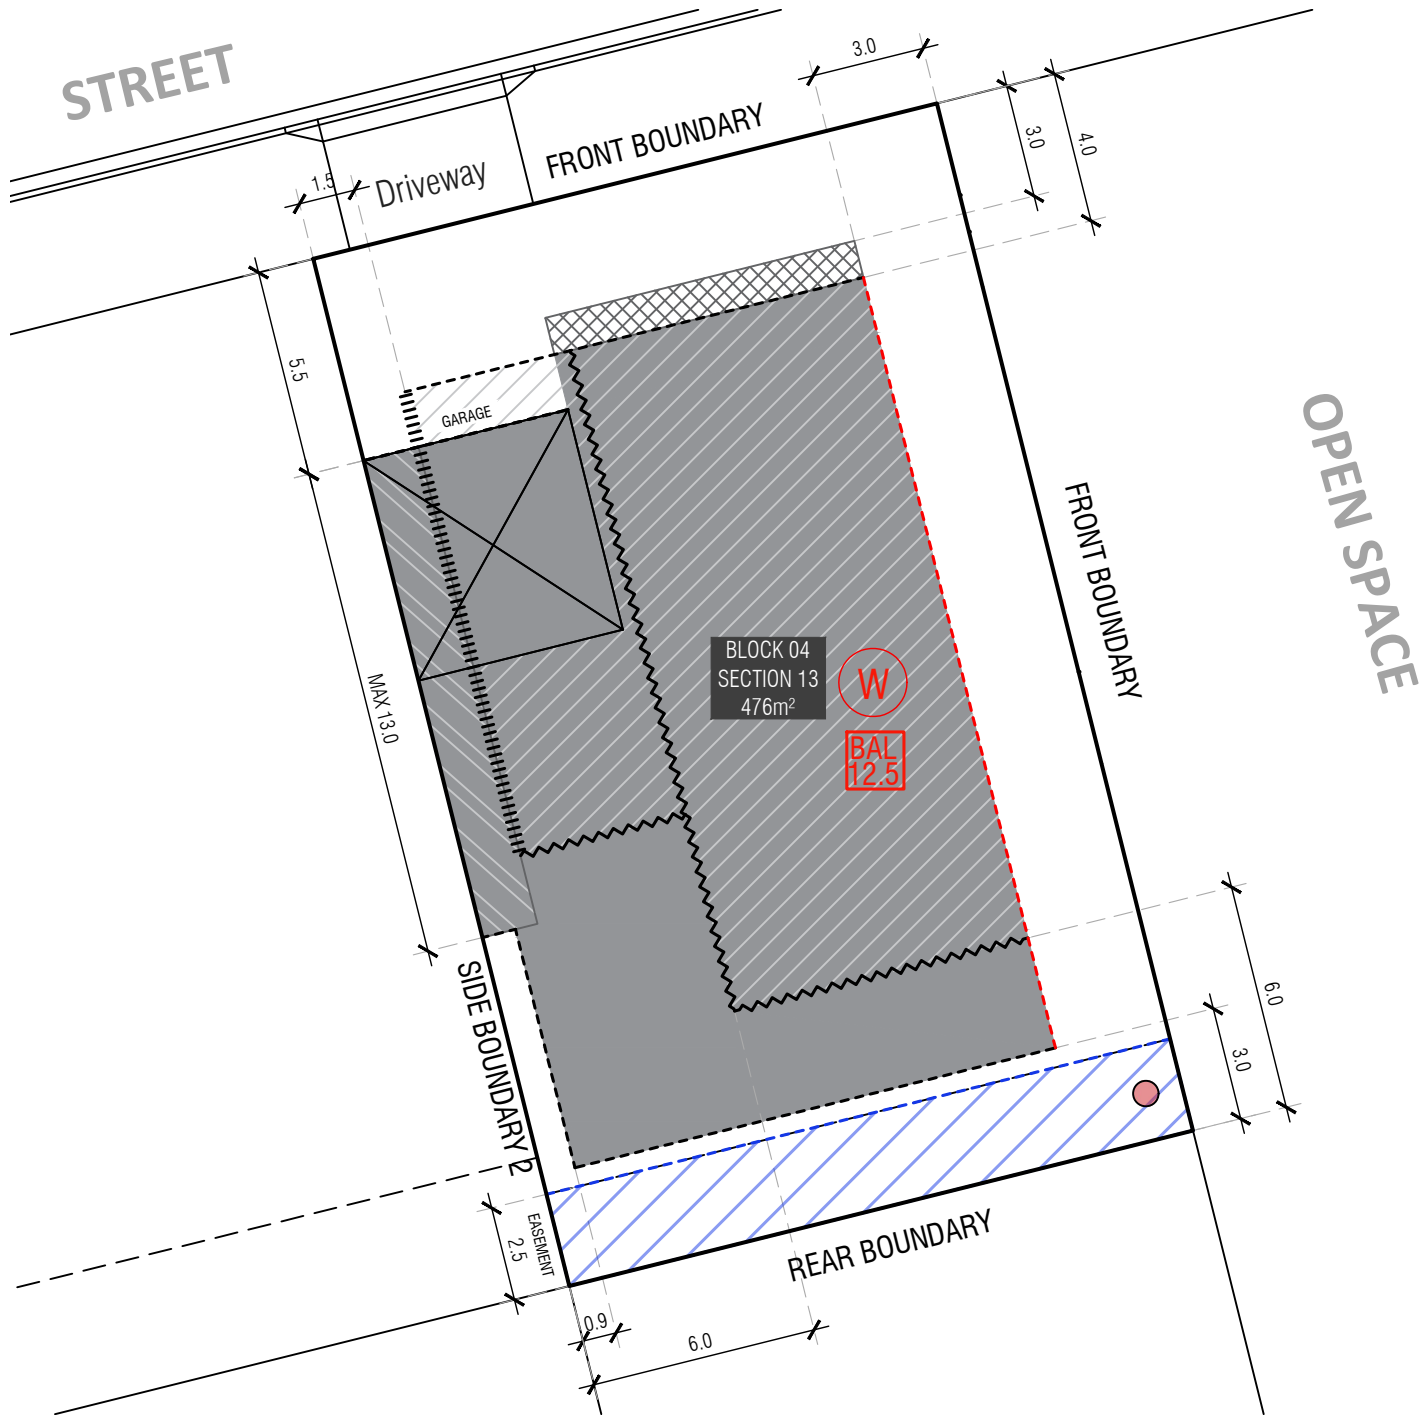 STREET
3.0
FRONT BOUNDARY
3.0
4.0
1.5
Driveway
5.5
GARAGE
OPEN SPACE
FRONT BOUNDARY
BLOCK 04
SECTION 13
476m²
W
BAL
12.5
MAX 13.0
SIDE BOUNDARY 2
6.0
3.0
EASEMENT
2.5
REAR BOUNDARY
0.9
6.0